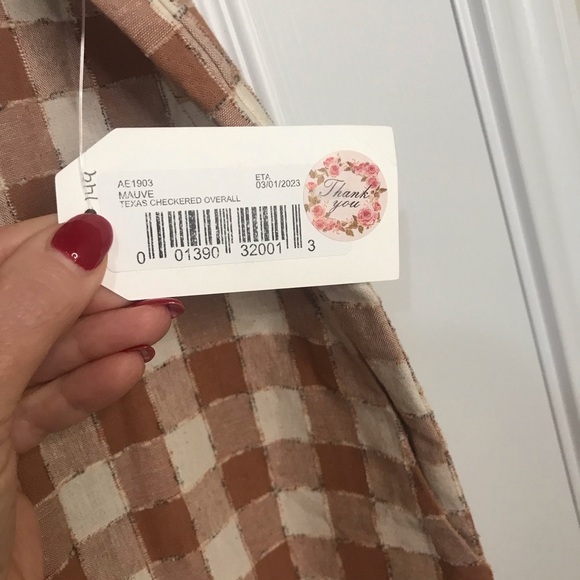 AE1903
MAUVE
TEXAS CHECKERED OVERALL
ETA
03/01/2023
0 01390 32001 3
Thank
you